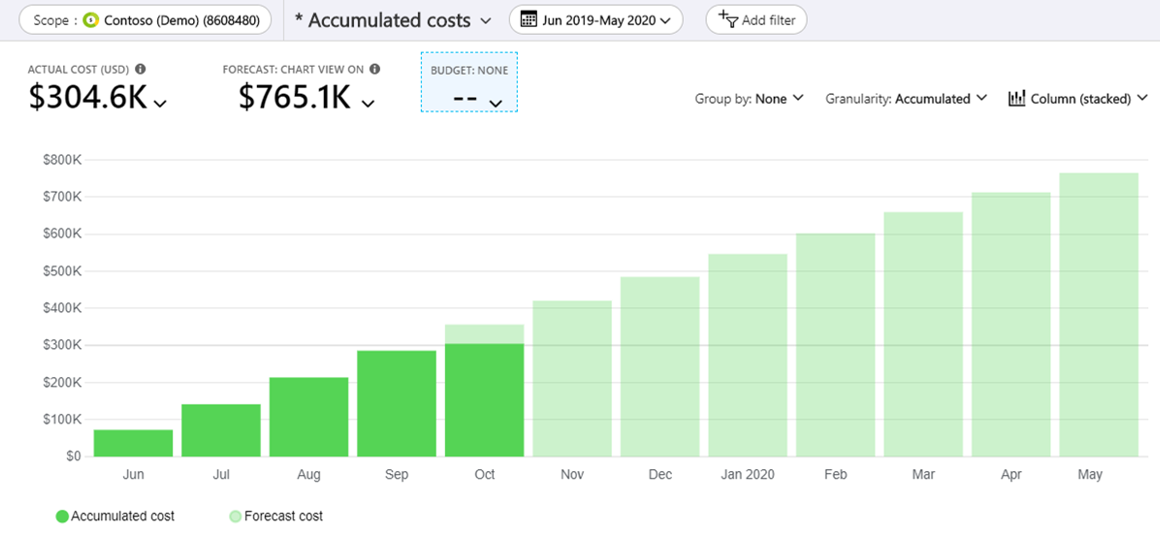 Scope : Contoso (Demo) (8608480)
* Accumulated costs
Jun 2019-May 2020
Add filter
ACTUAL COST (USD)
$304.6K
FORECAST: CHART VIEW ON
$765.1K
BUDGET: NONE
--
Group by: None
Granularity: Accumulated
Column (stacked)
$800K
$700K
$600K
$500K
$400K
$300K
$200K
$100K
$0
Jun Jul Aug Sep Oct Nov Dec Jan 2020 Feb Mar Apr May
Accumulated cost
Forecast cost